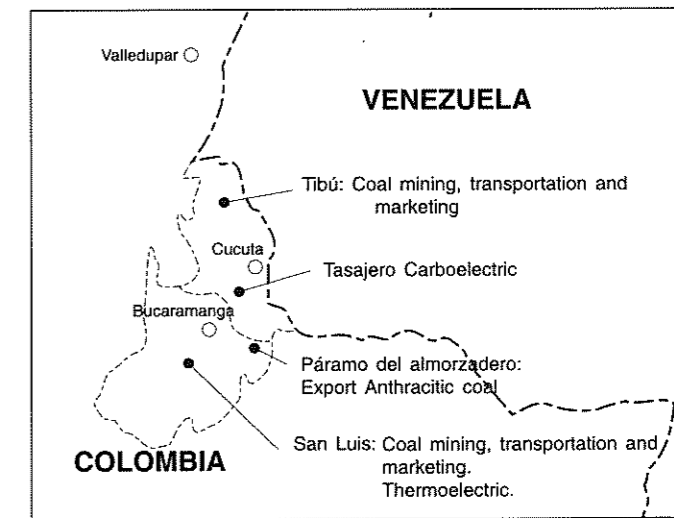 Valledupar
VENEZUELA
Tibú: Coal mining, transportation and
marketing
Cucuta
Tasajero Carboelectric
Bucaramanga
Páramo del almorzadero:
Export Anthracitic coal
San Luis: Coal mining, transportation and
marketing.
Thermoelectric.
COLOMBIA